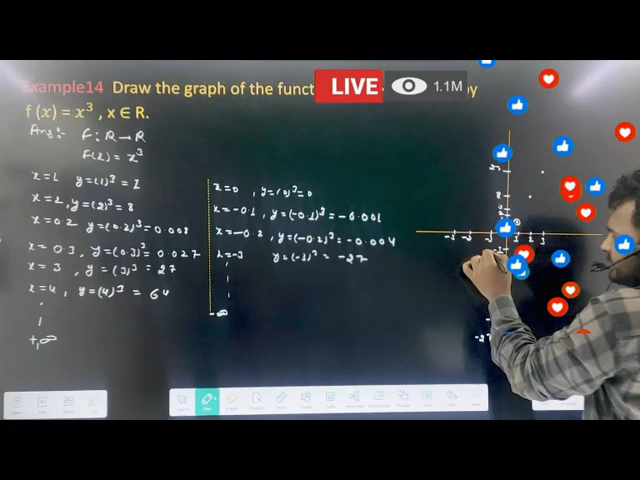 Example14 Draw the graph of the funct
LIVE
1.1M
by
f (x) = x³ , x ∈ R.
Ans:-
F: R → R
F(x) = x³
x=1 y=(1)³ = 1
x=2, y=(2)³ = 8
x=0.2 y=(0.2)³ = 0.008
x= 0.3, y=(0.3)³ = 0.027
x= 3, y= (3)³ = 27
x=4, y=(4)³ = 64
+∞
x=0 , y=(0)³=0
x=-0.1, y=(-0.1)³=-0.001
x=-0.2, y=(-0.2)³=-0.004
x=-3 y=(-3)³ = -27
-∞
27
8